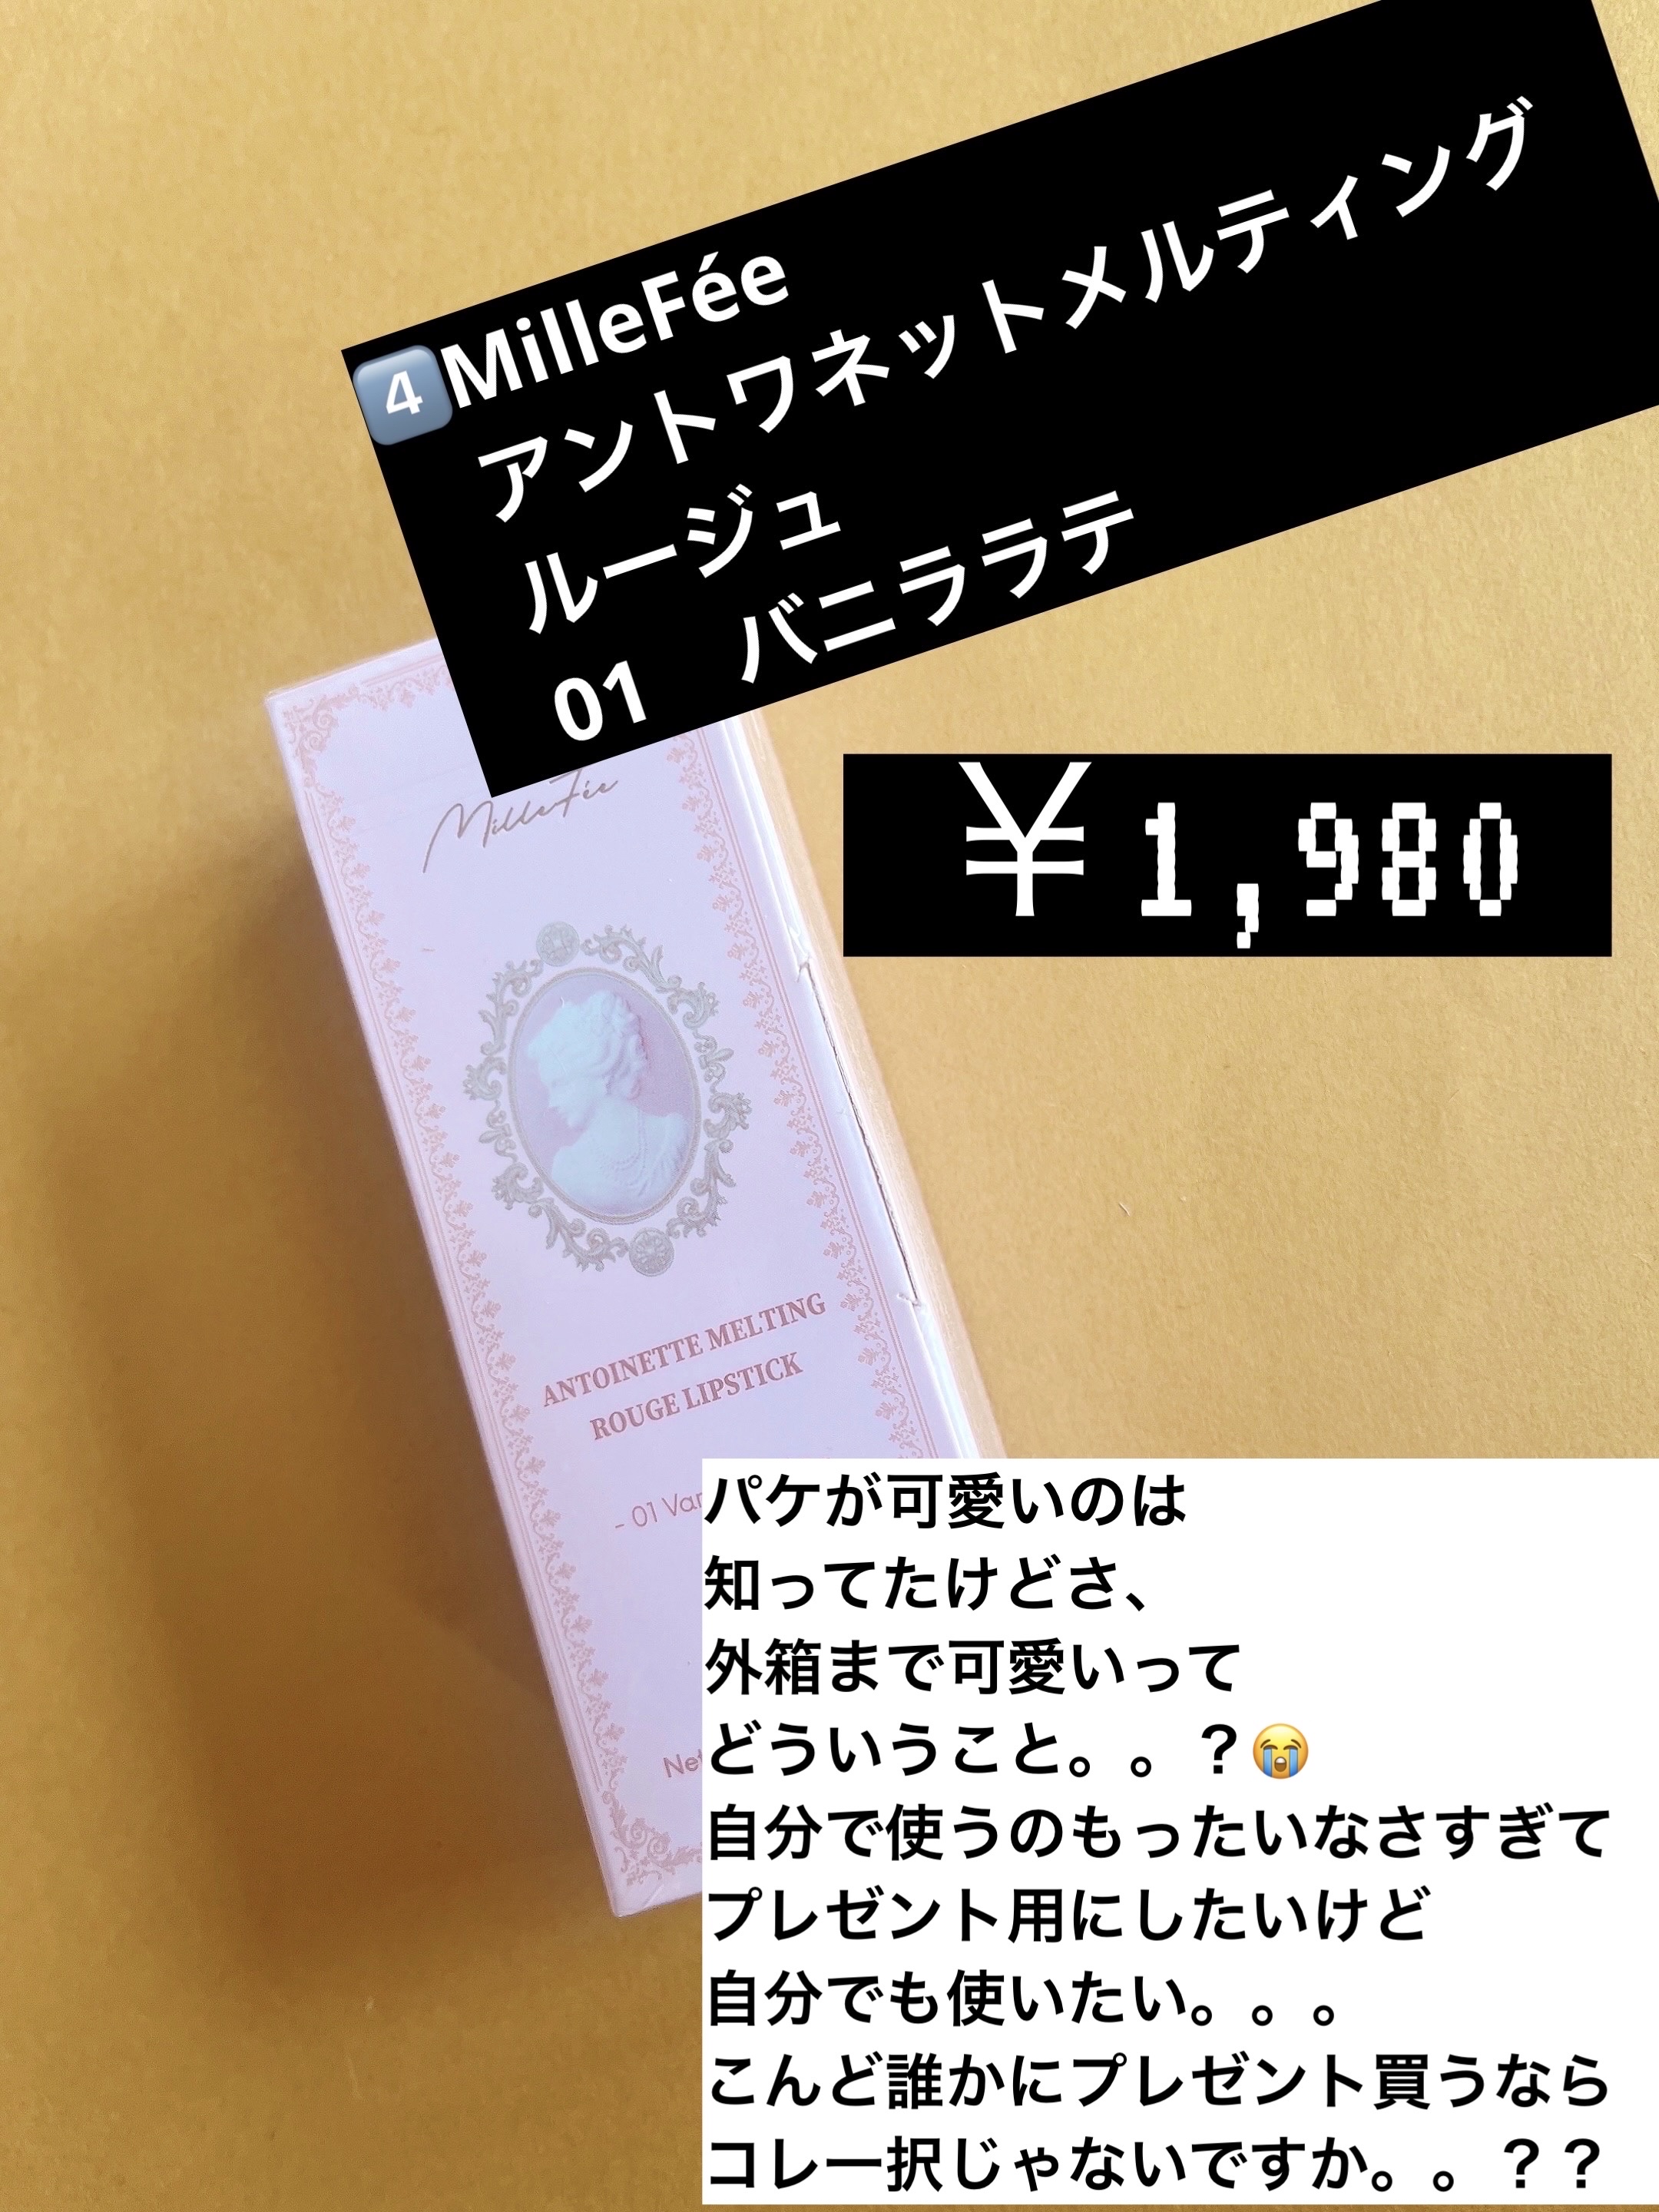 4️⃣MilleFée
アントワネットメルティング
ルージュ
01　バニララテ
￥1,980
MilleFée
ANTOINETTE MELTING
ROUGE LIPSTICK
- 01
パケが可愛いのは
知ってたけどさ、
外箱まで可愛いって
どういうこと。。？😭
自分で使うのもったいなさすぎて
プレゼント用にしたいけど
自分でも使いたい。。。
こんど誰かにプレゼント買うなら
コレ一択じゃないですか。。？？